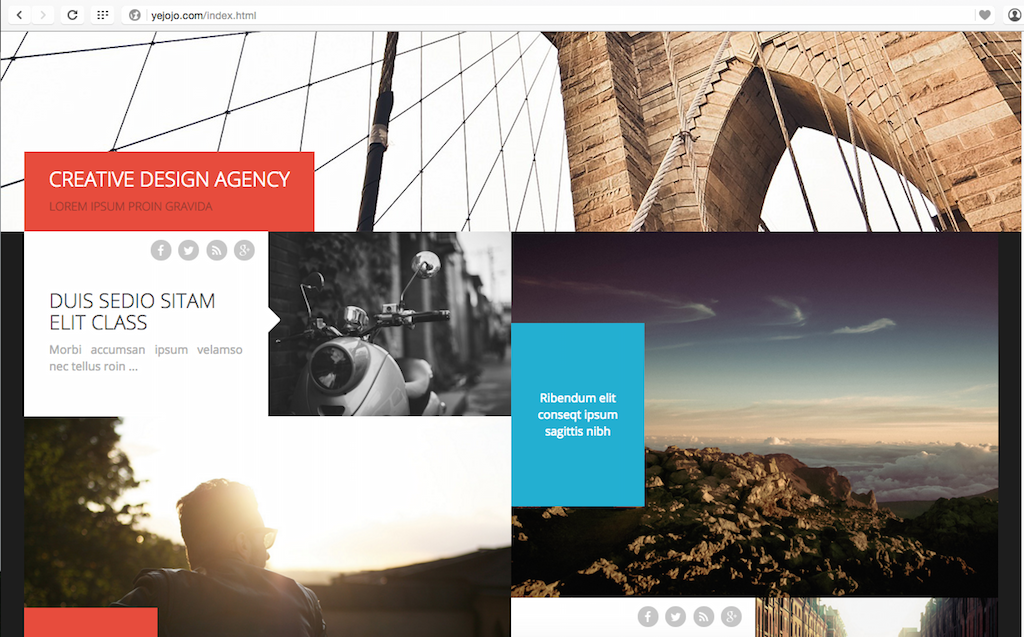 yejojo.com/index.html
CREATIVE DESIGN AGENCY
LOREM IPSUM PROIN GRAVIDA
DUIS SEDIO SITAM
ELIT CLASS
Morbi accumsan ipsum velamso
nec tellus roin ...
Ribendum elit
conseqt ipsum
sagittis nibh